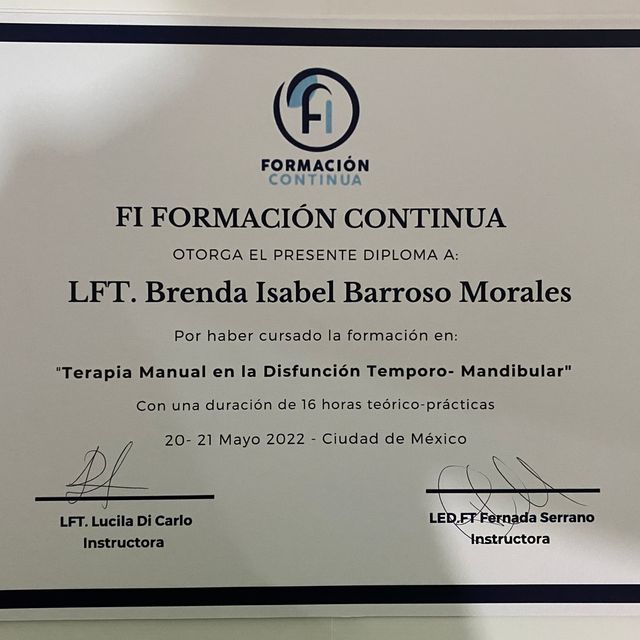 FI
FORMACIÓN
CONTINUA
FI FORMACIÓN CONTINUA
OTORGA EL PRESENTE DIPLOMA A:
LFT. Brenda Isabel Barroso Morales
Por haber cursado la formación en:
"Terapia Manual en la Disfunción Temporo- Mandibular"
Con una duración de 16 horas teórico-prácticas
20- 21 Mayo 2022 - Ciudad de México
LFT. Lucila Di Carlo
Instructora
LED.FT Fernada Serrano
Instructora